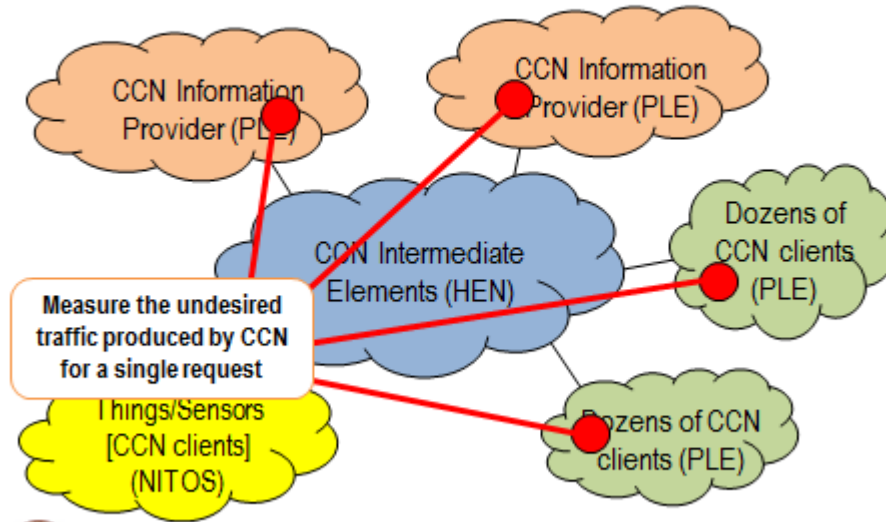 CCN Information
Provider (PLE)
CCN Information
Provider (PLE)
CCN Intermediate
Elements (HEN)
Dozens of
CCN clients
(PLE)
Measure the undesired
traffic produced by CCN
for a single request
Things/Sensors
[CCN clients]
(NITOS)
Dozens of CCN
clients (PLE)